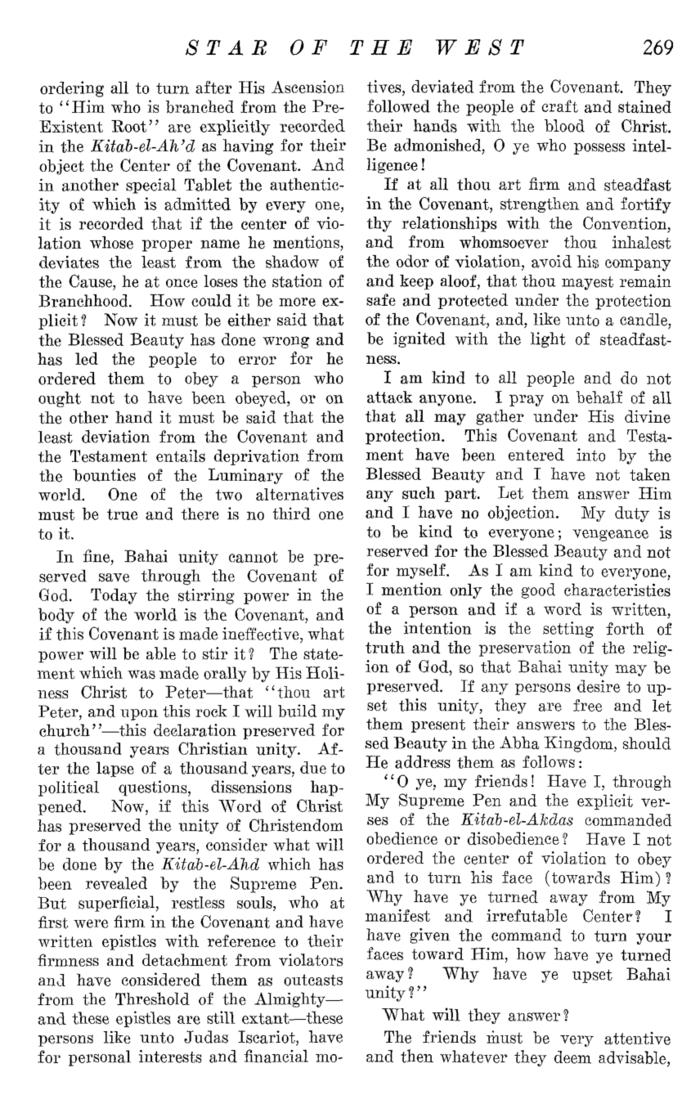 STAR OF THE WEST 269
ordering all to turn after His Ascension
to "Him who is branched from the Pre-
Existent Root" are explicitly recorded
in the Kitab-el-Ah'd as having for their
object the Center of the Covenant. And
in another special Tablet the authentic-
ity of which is admitted by every one,
it is recorded that if the center of vio-
lation whose proper name he mentions,
deviates the least from the shadow of
the Cause, he at once loses the station of
Branchhood. How could it be more ex-
plicit? Now it must be either said that
the Blessed Beauty has done wrong and
has led the people to error for he
ordered them to obey a person who
ought not to have been obeyed, or on
the other hand it must be said that the
least deviation from the Covenant and
the Testament entails deprivation from
the bounties of the Luminary of the
world. One of the two alternatives
must be true and there is no third one
to it.
In fine, Bahai unity cannot be pre-
served save through the Covenant of
God. Today the stirring power in the
body of the world is the Covenant, and
if this Covenant is made ineffective, what
power will be able to stir it? The state-
ment which was made orally by His Holi-
ness Christ to Peter—that "thou art
Peter, and upon this rock I will build my
church"—this declaration preserved for
a thousand years Christian unity. Af-
ter the lapse of a thousand years, due to
political questions, dissensions hap-
pened. Now, if this Word of Christ
has preserved the unity of Christendom
for a thousand years, consider what will
be done by the Kitab-el-Ahd which has
been revealed by the Supreme Pen.
But superficial, restless souls, who at
first were firm in the Covenant and have
written epistles with reference to their
firmness and detachment from violators
and have considered them as outcasts
from the Threshold of the Almighty—
and these epistles are still extant—these
persons like unto Judas Iscariot, have
for personal interests and financial mo-
tives, deviated from the Covenant. They
followed the people of craft and stained
their hands with the blood of Christ.
Be admonished, O ye who possess intel-
ligence!
If at all thou art firm and steadfast
in the Covenant, strengthen and fortify
thy relationships with the Convention,
and from whomsoever thou inhalest
the odor of violation, avoid his company
and keep aloof, that thou mayest remain
safe and protected under the protection
of the Covenant, and, like unto a candle,
be ignited with the light of steadfast-
ness.
I am kind to all people and do not
attack anyone. I pray on behalf of all
that all may gather under His divine
protection. This Covenant and Testa-
ment have been entered into by the
Blessed Beauty and I have not taken
any such part. Let them answer Him
and I have no objection. My duty is
to be kind to everyone; vengeance is
reserved for the Blessed Beauty and not
for myself. As I am kind to everyone,
I mention only the good characteristics
of a person and if a word is written,
the intention is the setting forth of
truth and the preservation of the relig-
ion of God, so that Bahai unity may be
preserved. If any persons desire to up-
set this unity, they are free and let
them present their answers to the Bles-
sed Beauty in the Abha Kingdom, should
He address them as follows:
"O ye, my friends! Have I, through
My Supreme Pen and the explicit ver-
ses of the Kitab-el-Akdas commanded
obedience or disobedience? Have I not
ordered the center of violation to obey
and to turn his face (towards Him)?
Why have ye turned away from My
manifest and irrefutable Center? I
have given the command to turn your
faces toward Him, how have ye turned
away? Why have ye upset Bahai
unity?"
What will they answer?
The friends must be very attentive
and then whatever they deem advisable,